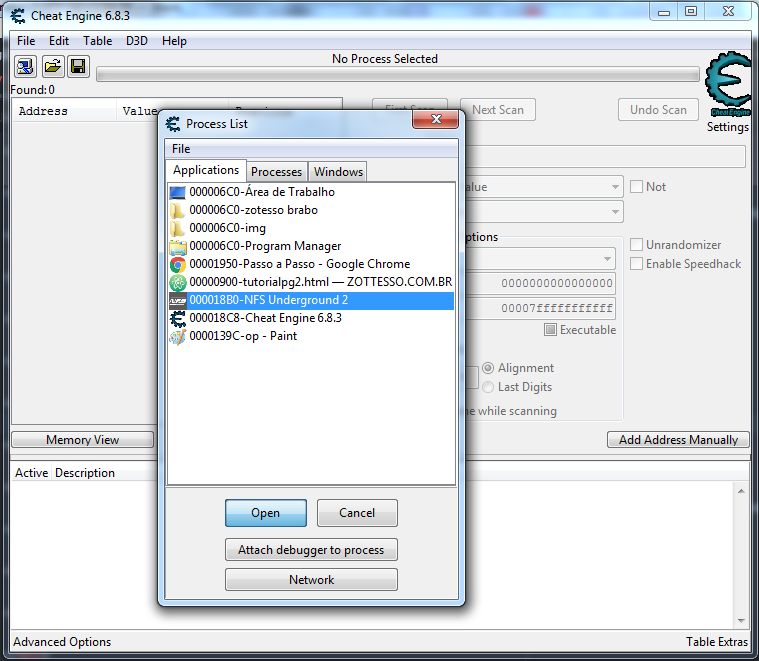 Cheat Engine 6.8.3
File Edit Table D3D Help
No Process Selected
Found: 0
Address Value
First Scan Next Scan Undo Scan
Cheat Engine
Settings
Process List
File
Applications Processes Windows
000006C0-Área de Trabalho
000006C0-zotesso brabo
000006C0-img
000006C0-Program Manager
00001950-Passo a Passo - Google Chrome
00000900-tutorialpg2.html — ZOTTESSO.COM.BR
000018B0-NFS Underground 2
000018C8-Cheat Engine 6.8.3
0000139C-op - Paint
Open Cancel
Attach debugger to process
Network
alue Not
ptions
Unrandomizer
Enable Speedhack
0000000000000000
00007fffffffffff
Executable
Alignment
Last Digits
e while scanning
Memory View Add Address Manually
Active Description
Advanced Options Table Extras